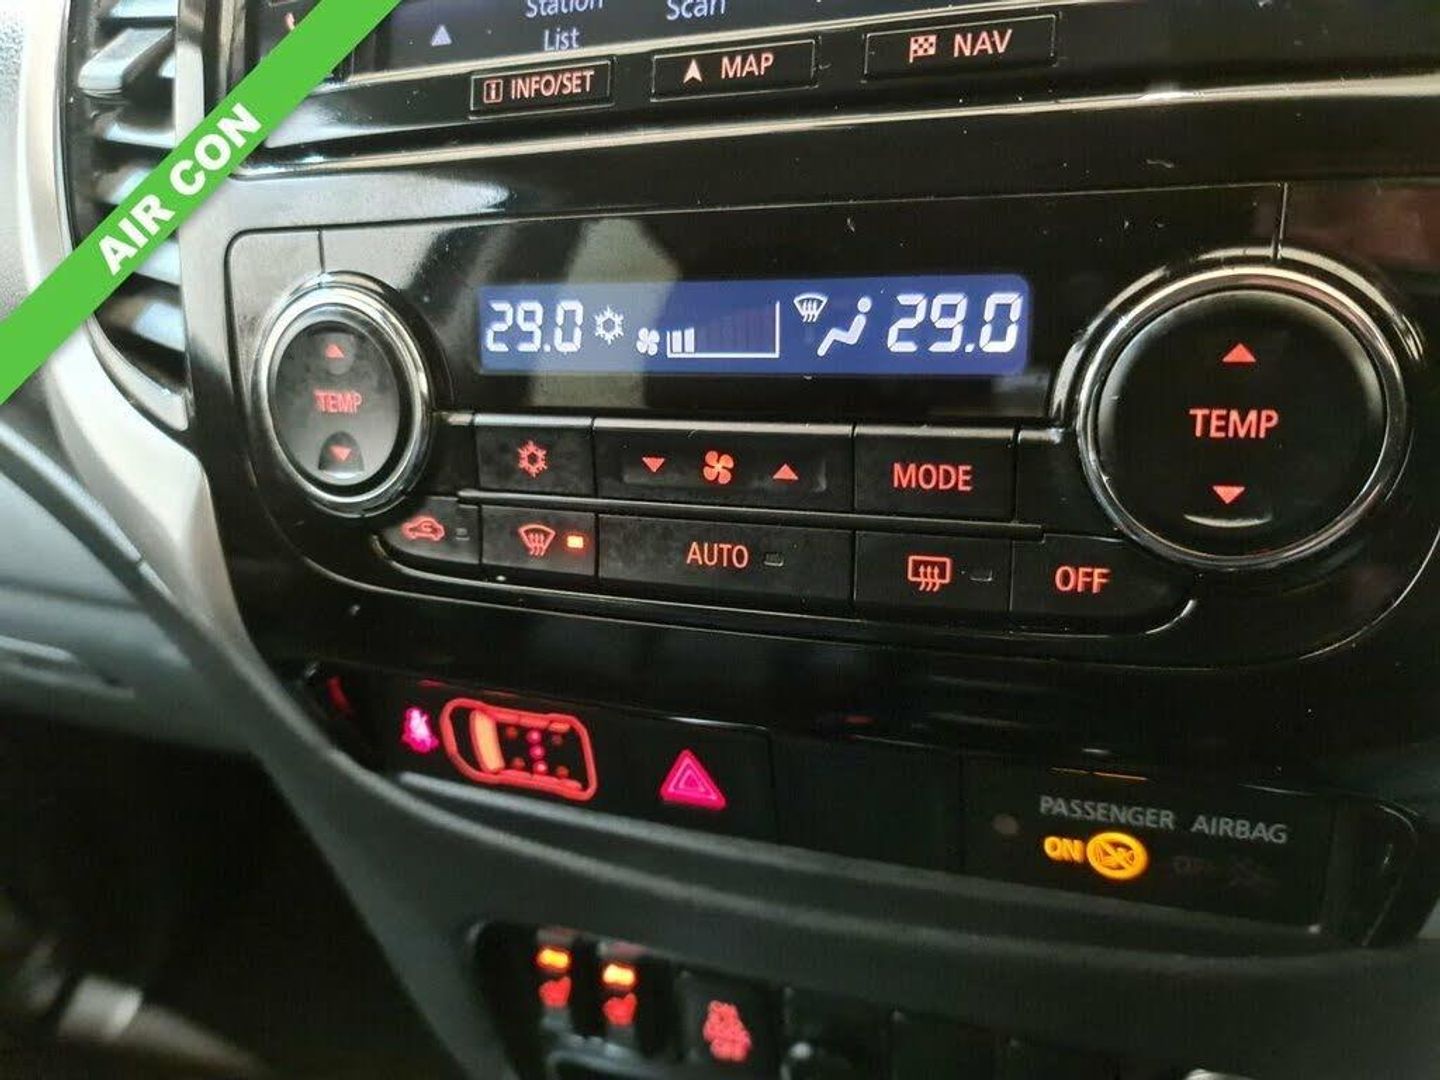 Station
Scan
List
INFO/SET
MAP
NAV
AIR CON
29.0
29.0
TEMP
TEMP
MODE
AUTO
OFF
PASSENGER AIRBAG
ON
OFF